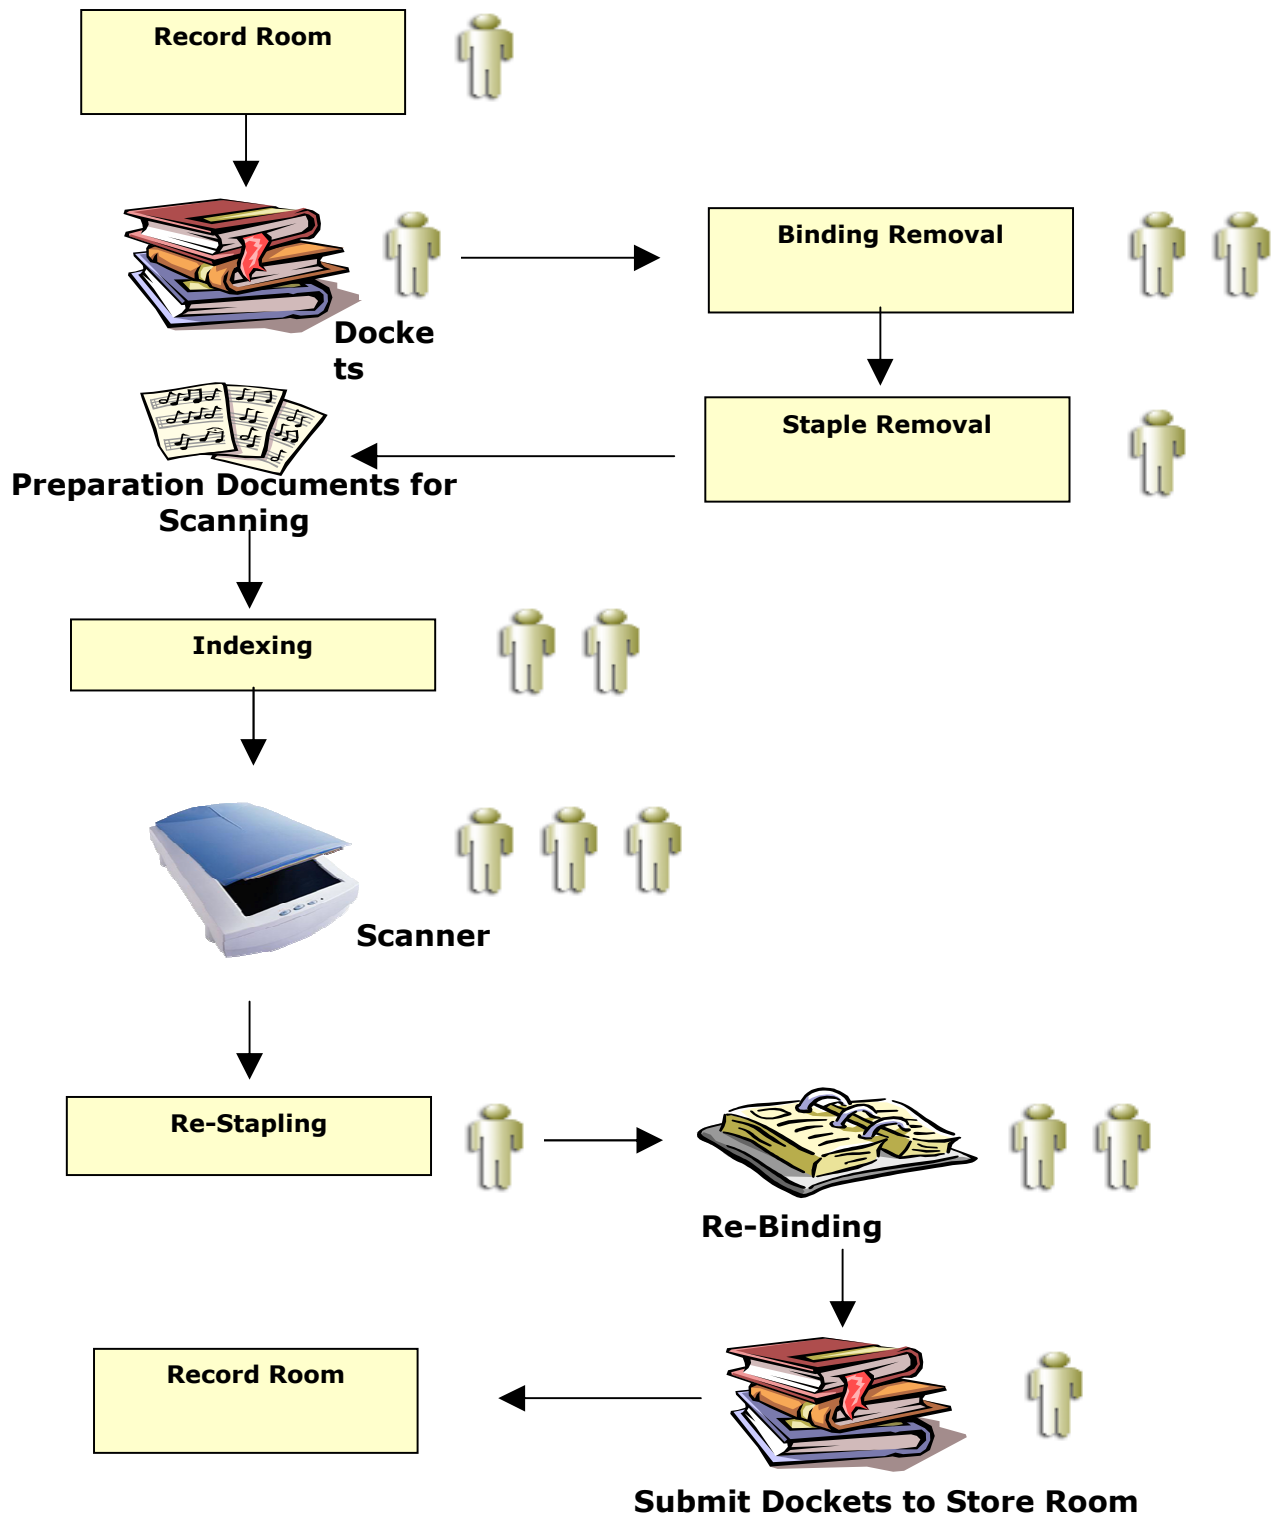 Record Room
Binding Removal
Docke
ts
Staple Removal
Preparation Documents for
Scanning
Indexing
Scanner
Re-Stapling
Re-Binding
Record Room
Submit Dockets to Store Room